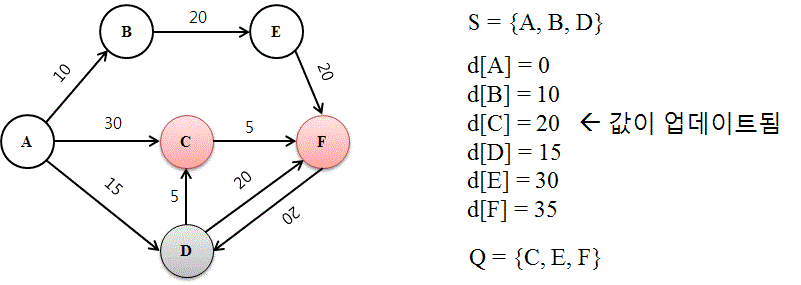 20
B
E
S = {A, B, D}
10
20
d[A] = 0
d[B] = 10
30
5
d[C] = 20 ← 값이 업데이트됨
A
C
F
d[D] = 15
15
5
20
20
d[E] = 30
d[F] = 35
D
Q = {C, E, F}